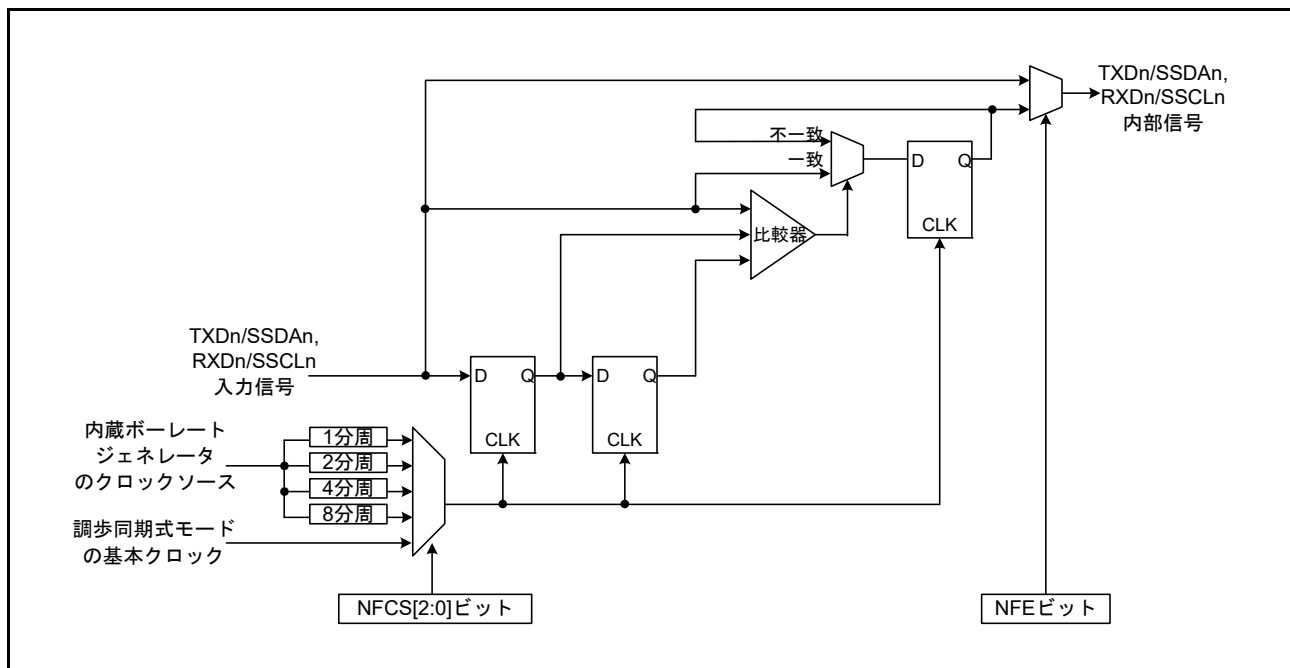 TXDn/SSDAn,
RXDn/SSCLn
内部信号
不一致
一致
D
Q
CLK
比較器
TXDn/SSDAn,
RXDn/SSCLn
入力信号
D
Q
CLK
D
Q
CLK
内蔵ボーレート
ジェネレータ
のクロックソース
1分周
2分周
4分周
8分周
調歩同期式モード
の基本クロック
NFCS[2:0]ビット
NFEビット